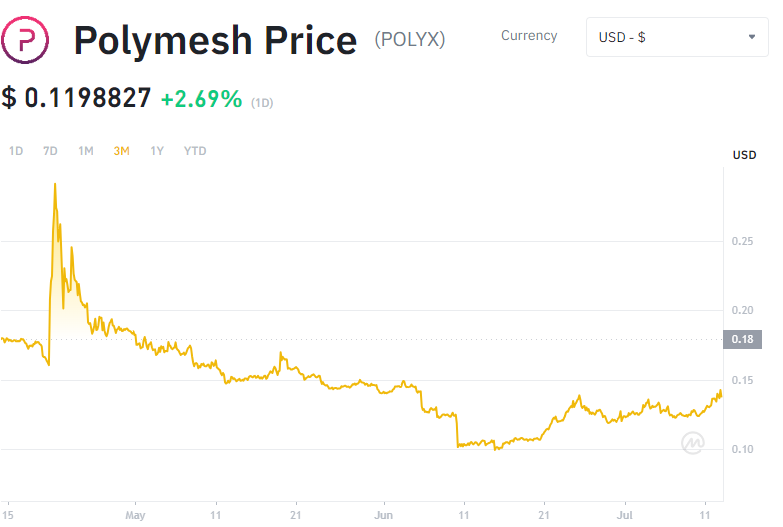 Polymesh Price (POLYX)
Currency
USD - $
$ 0.1198827 +2.69% (1D)
1D 7D 1M 3M 1Y YTD
USD
0.25
0.20
0.18
0.15
0.10
15 May 11 21 Jun 11 21 Jul 11